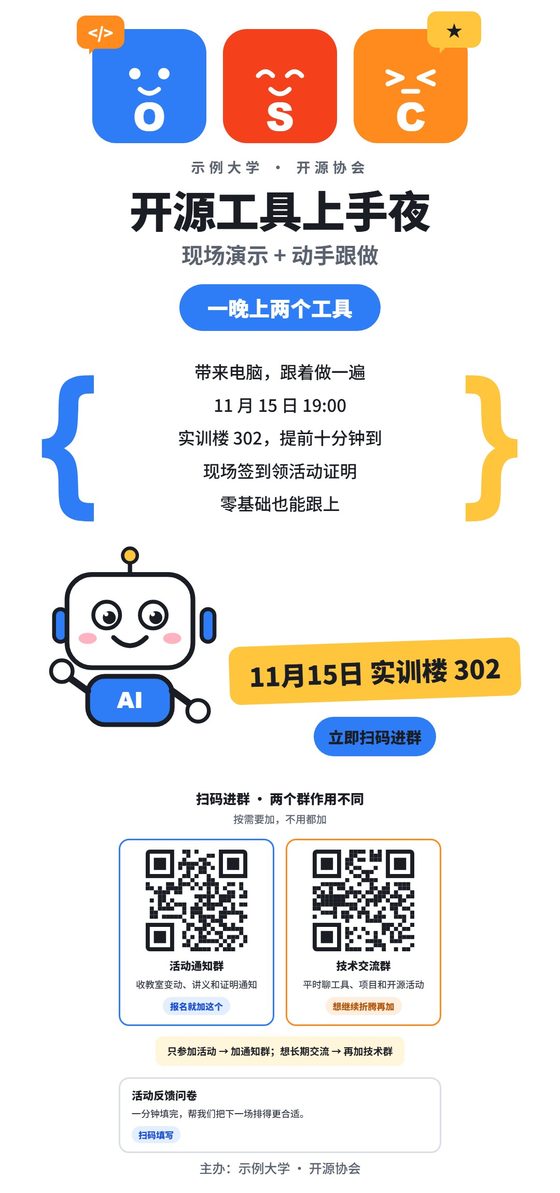 </>
★
O S C
示例大学 · 开源协会
开源工具上手夜
现场演示 + 动手跟做
一晚上两个工具
{ }
带来电脑，跟着做一遍
11 月 15 日 19:00
实训楼 302，提前十分钟到
现场签到领活动证明
零基础也能跟上
AI
11月15日 实训楼 302
立即扫码进群
扫码进群 · 两个群作用不同
按需要加，不用都加
活动通知群
收教室变动、讲义和证明通知
报名就加这个
技术交流群
平时聊工具、项目和开源活动
想继续折腾再加
只参加活动 → 加通知群；想长期交流 → 再加技术群
活动反馈问卷
一分钟填完，帮我们把下一场排得更合适。
扫码填写
主办：示例大学 · 开源协会